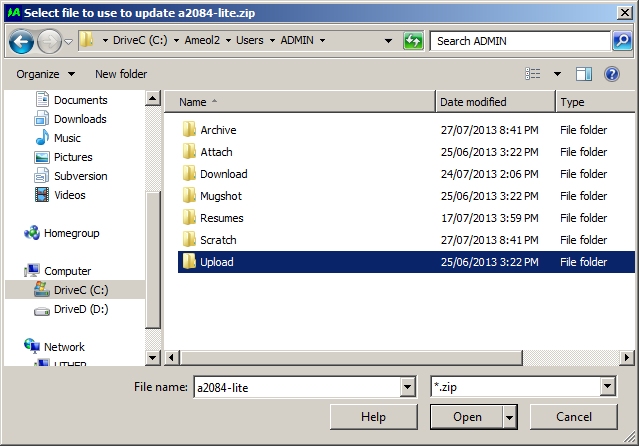 Select file to use to update a2084-lite.zip
DriveC (C:) Ameol2 Users ADMIN
Search ADMIN
Organize New folder
Documents
Downloads
Music
Pictures
Subversion
Videos
Homegroup
Computer
DriveC (C:)
DriveD (D:)
Network
Name Date modified Type
Archive 27/07/2013 8:41 PM File folder
Attach 25/06/2013 3:22 PM File folder
Download 24/07/2013 2:06 PM File folder
Mugshot 25/06/2013 3:22 PM File folder
Resumes 17/07/2013 3:59 PM File folder
Scratch 27/07/2013 8:41 PM File folder
Upload 25/06/2013 3:22 PM File folder
File name: a2084-lite *.zip
Help Open Cancel